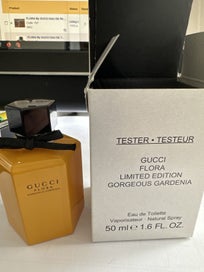 TESTER • TESTEUR
GUCCI
FLORA
LIMITED EDITION
GORGEOUS GARDENIA
Eau de Toilette
Vaporisateur - Natural Spray
50 ml ℮ 1.6 FL. OZ.
GUCCI
FLORA